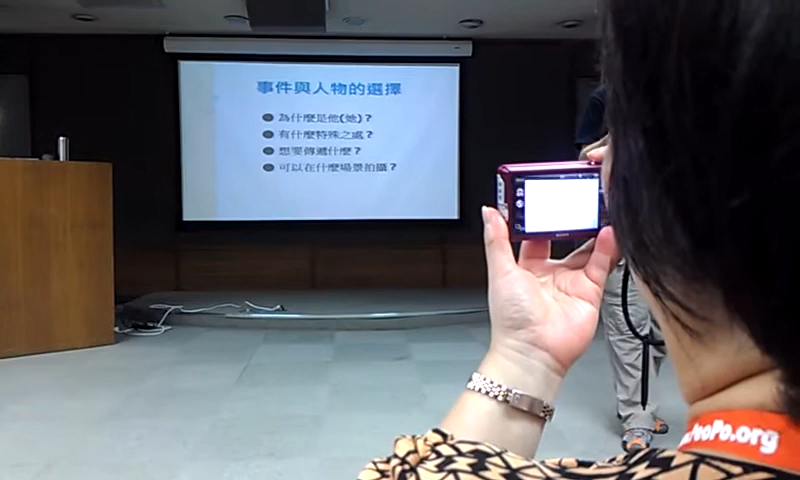 事件與人物的選擇
為什麼是他(她)?
有什麼特殊之處?
想要傳遞什麼?
可以在什麼場景拍攝?
PeoPo.org